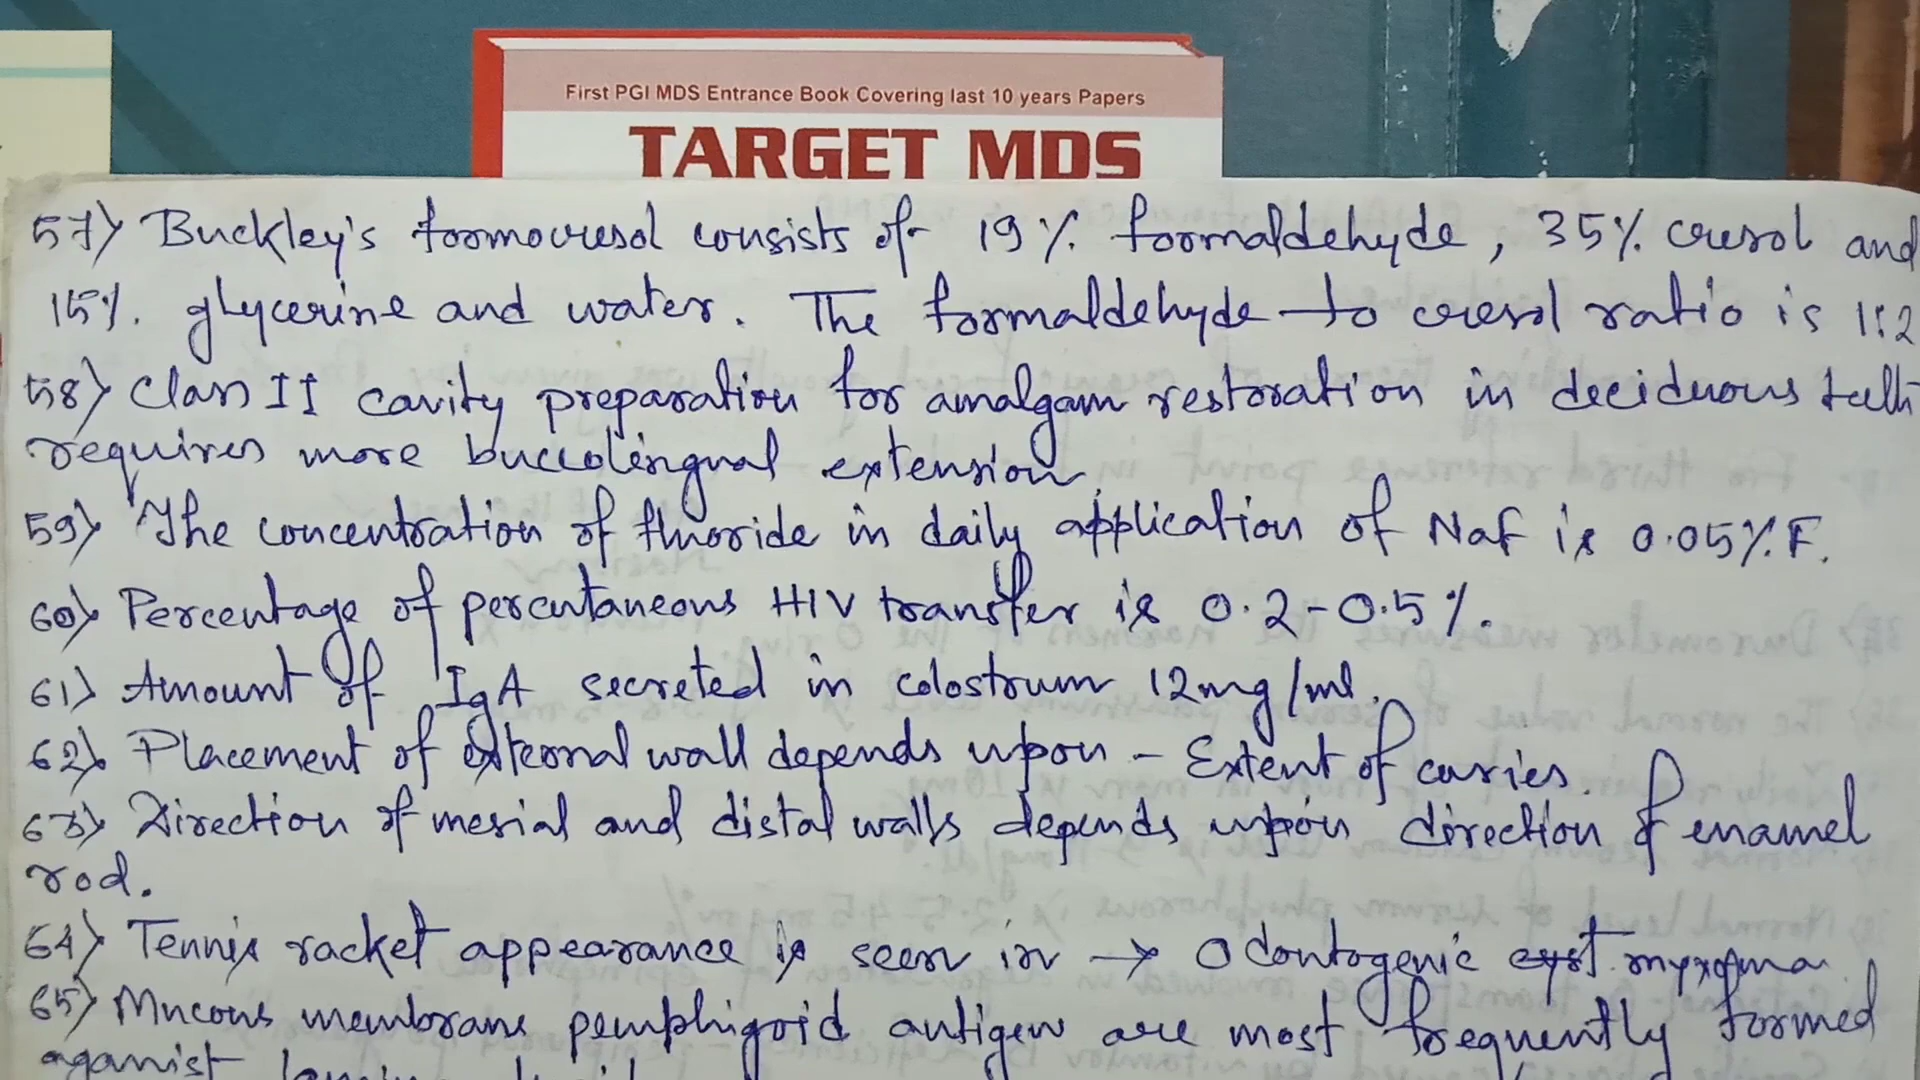 First PGI MDS Entrance Book Covering last 10 years Papers
TARGET MDS
57) Buckley's formocresol consists of 19% formaldehyde, 35% cresol and
15% glycerine and water. The formaldehyde to cresol ratio is 1:2
58) Class II cavity preparation for amalgam restoration in deciduous teeth
requires more buccolingual extension.
59) The concentration of fluoride in daily application of NaF is 0.05% F.
60) Percentage of percutaneous HIV transfer is 0.2-0.5%.
61) Amount of IgA secreted in colostrum 12mg/ml.
62) Placement of external wall depends upon - Extent of caries.
63) Direction of mesial and distal walls depends upon direction of enamel
rod.
64) Tennis racket appearance is seen in → Odontogenic cyst myxoma
65) Mucous membrane pemphigoid antigen are most frequently formed
aganist